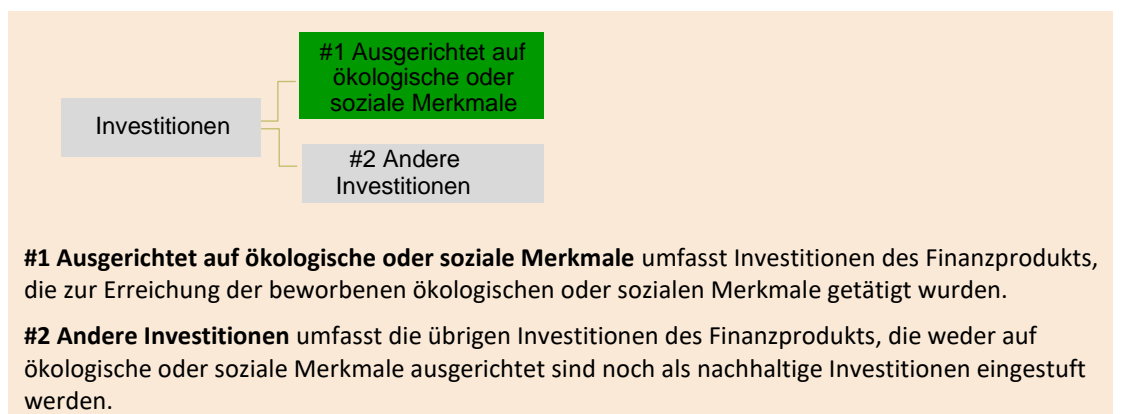 #1 Ausgerichtet auf
ökologische oder
soziale Merkmale
Investitionen
#2 Andere
Investitionen
#1 Ausgerichtet auf ökologische oder soziale Merkmale umfasst Investitionen des Finanzprodukts,
die zur Erreichung der beworbenen ökologischen oder sozialen Merkmale getätigt wurden.
#2 Andere Investitionen umfasst die übrigen Investitionen des Finanzprodukts, die weder auf
ökologische oder soziale Merkmale ausgerichtet sind noch als nachhaltige Investitionen eingestuft
werden.